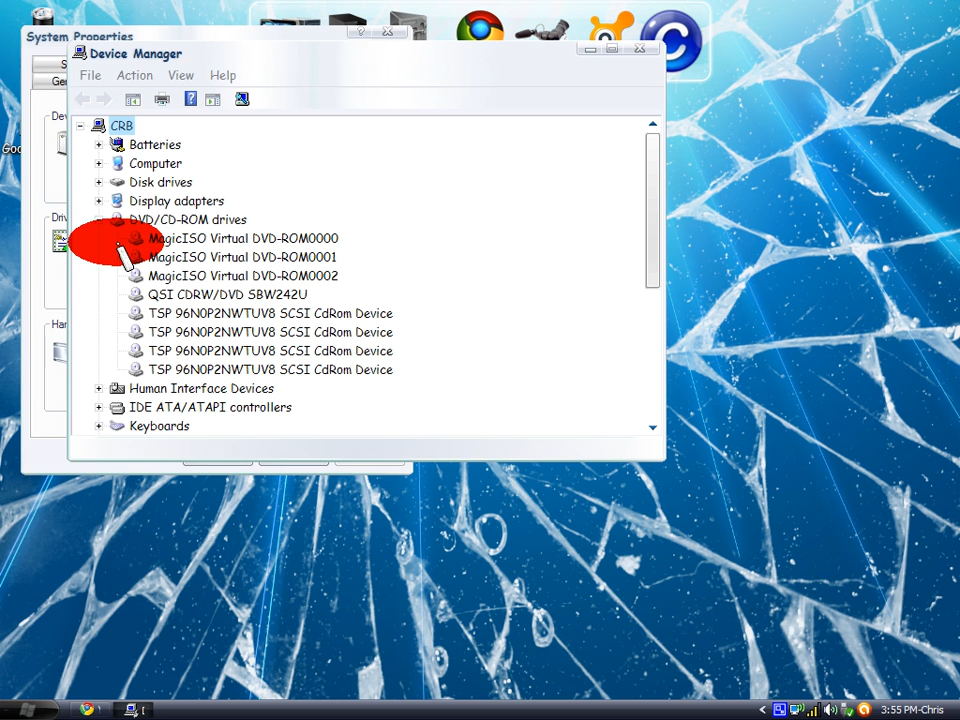 System Properties
Device Manager
File Action View Help
CRB
Batteries
Computer
Disk drives
Display adapters
DVD/CD-ROM drives
MagicISO Virtual DVD-ROM0000
MagicISO Virtual DVD-ROM0001
MagicISO Virtual DVD-ROM0002
QSI CDRW/DVD SBW242U
TSP 96N0P2NWTUV8 SCSI CdRom Device
TSP 96N0P2NWTUV8 SCSI CdRom Device
TSP 96N0P2NWTUV8 SCSI CdRom Device
TSP 96N0P2NWTUV8 SCSI CdRom Device
Human Interface Devices
IDE ATA/ATAPI controllers
Keyboards
3:55 PM-Chris